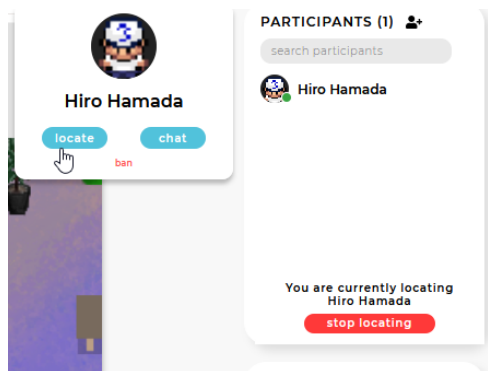 PARTICIPANTS (1)
search participants
Hiro Hamada
Hiro Hamada
locate
chat
ban
You are currently locating
Hiro Hamada
stop locating